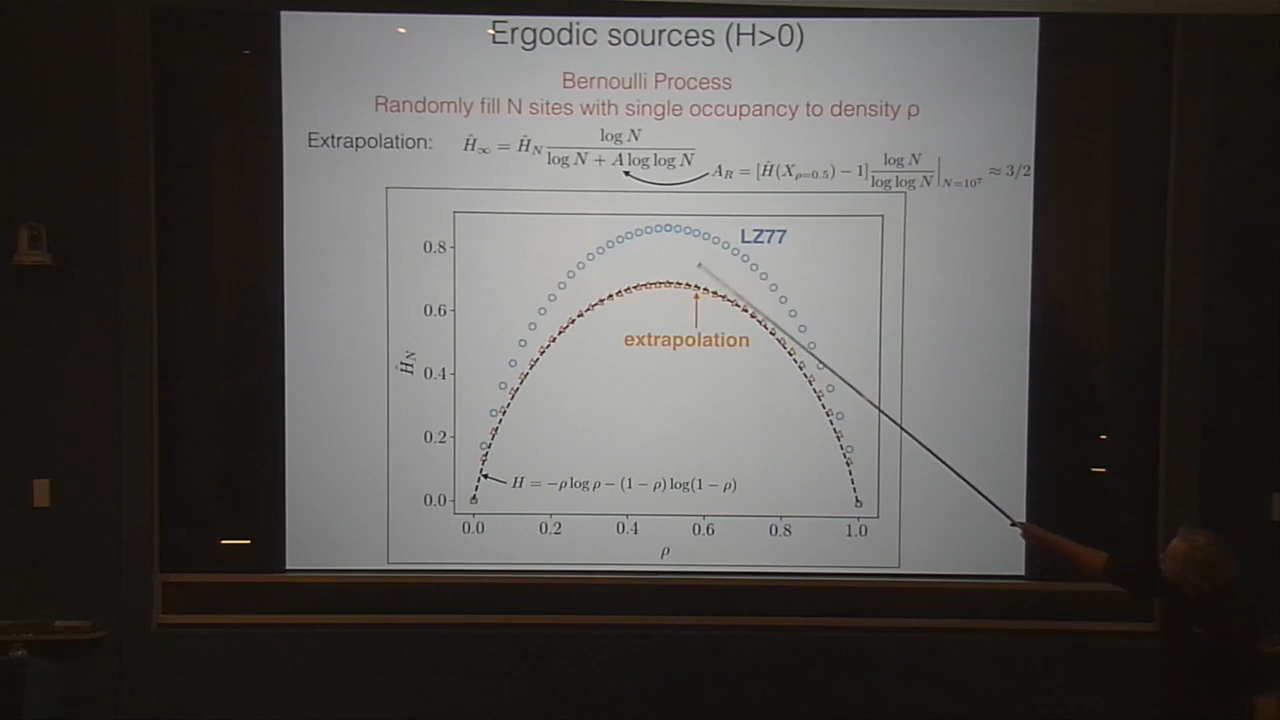 Ergodic sources (H>0)
Bernoulli Process
Randomly fill N sites with single occupancy to density ρ
Extrapolation: Ĥ∞ = Ĥ_N log N / (log N + A log log N)
A_R = [Ĥ(X_{ρ=0.5}) − 1] log N / log log N |_{N=10⁷} ≈ 3/2
LZ77
0.8
0.6
extrapolation
Ĥ_N
0.4
0.2
H = −ρ log ρ − (1 − ρ) log(1 − ρ)
0.0
0.0 0.2 0.4 0.6 0.8 1.0
ρ